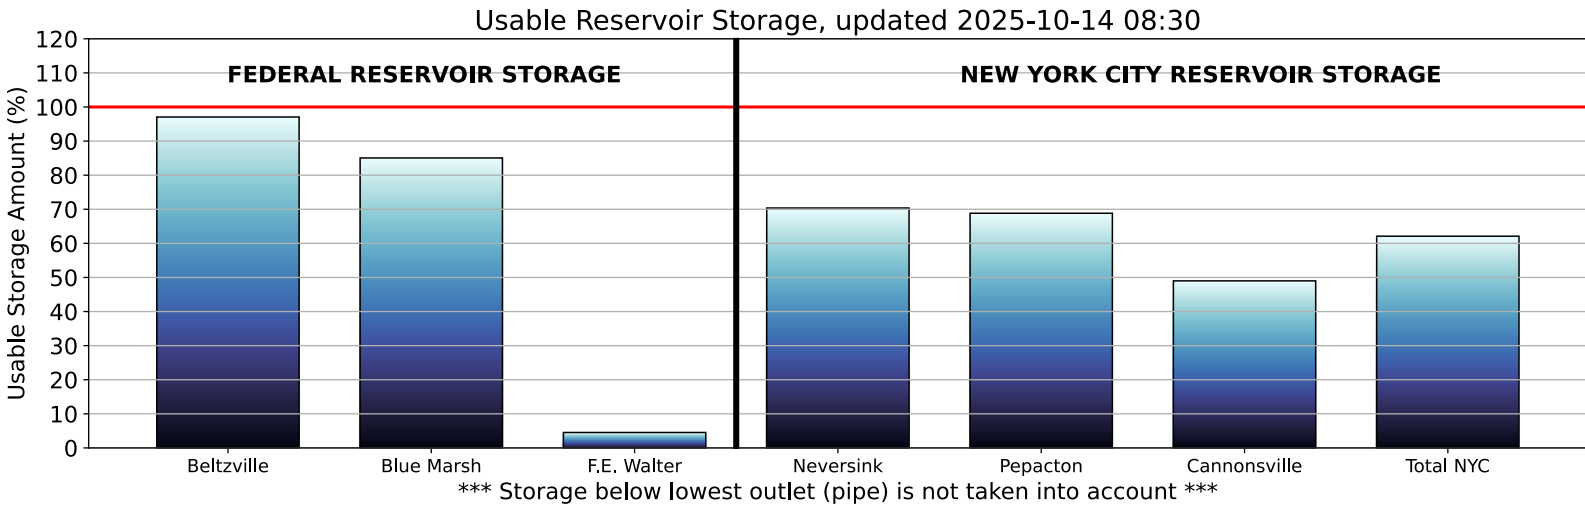 Usable Reservoir Storage, updated 2025-10-14 08:30
FEDERAL RESERVOIR STORAGE
NEW YORK CITY RESERVOIR STORAGE
Usable Storage Amount (%)
120
110
100
90
80
70
60
50
40
30
20
10
0
Beltzville
Blue Marsh
F.E. Walter
Neversink
Pepacton
Cannonsville
Total NYC
*** Storage below lowest outlet (pipe) is not taken into account ***